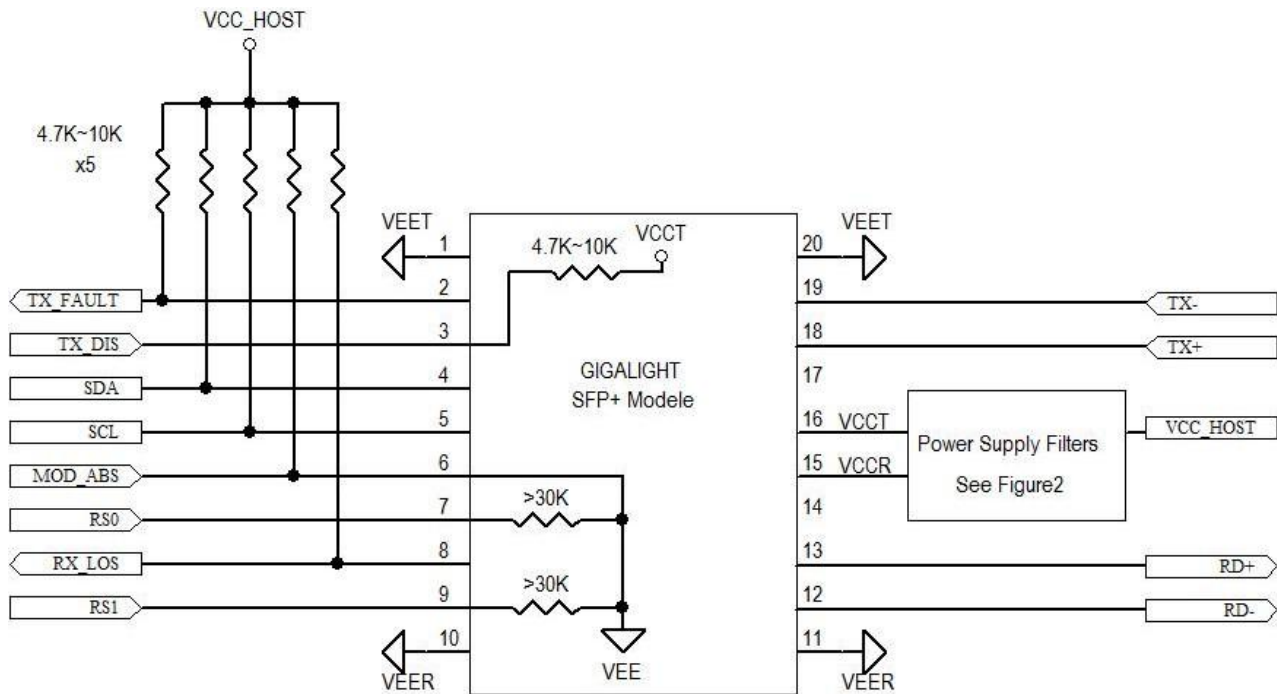 VCC_HOST
4.7K~10K
x5
VEET
1
4.7K~10K
VCCT
20
VEET
TX_FAULT
2
19
TX-
TX_DIS
3
18
TX+
SDA
4
GIGALIGHT
SFP+ Modele
17
SCL
5
16
VCCT
Power Supply Filters
See Figure2
VCC_HOST
MOD_ABS
6
15
VCCR
RS0
7
>30K
14
RX_LOS
8
13
RD+
RS1
9
>30K
12
RD-
10
VEER
VEE
11
VEER